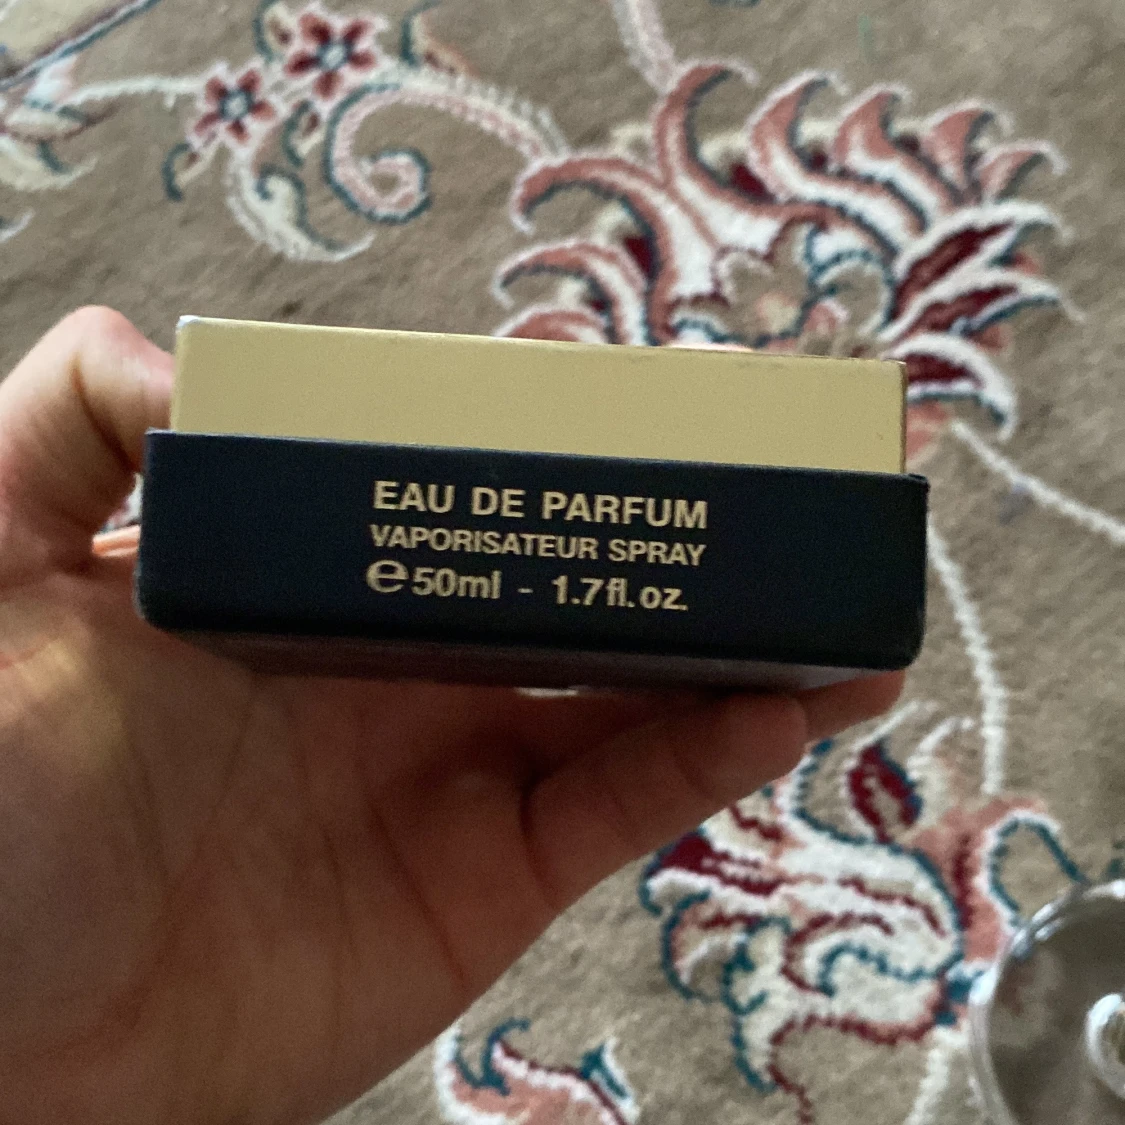 EAU DE PARFUM
VAPORISATEUR SPRAY
℮50ml - 1.7fl.oz.